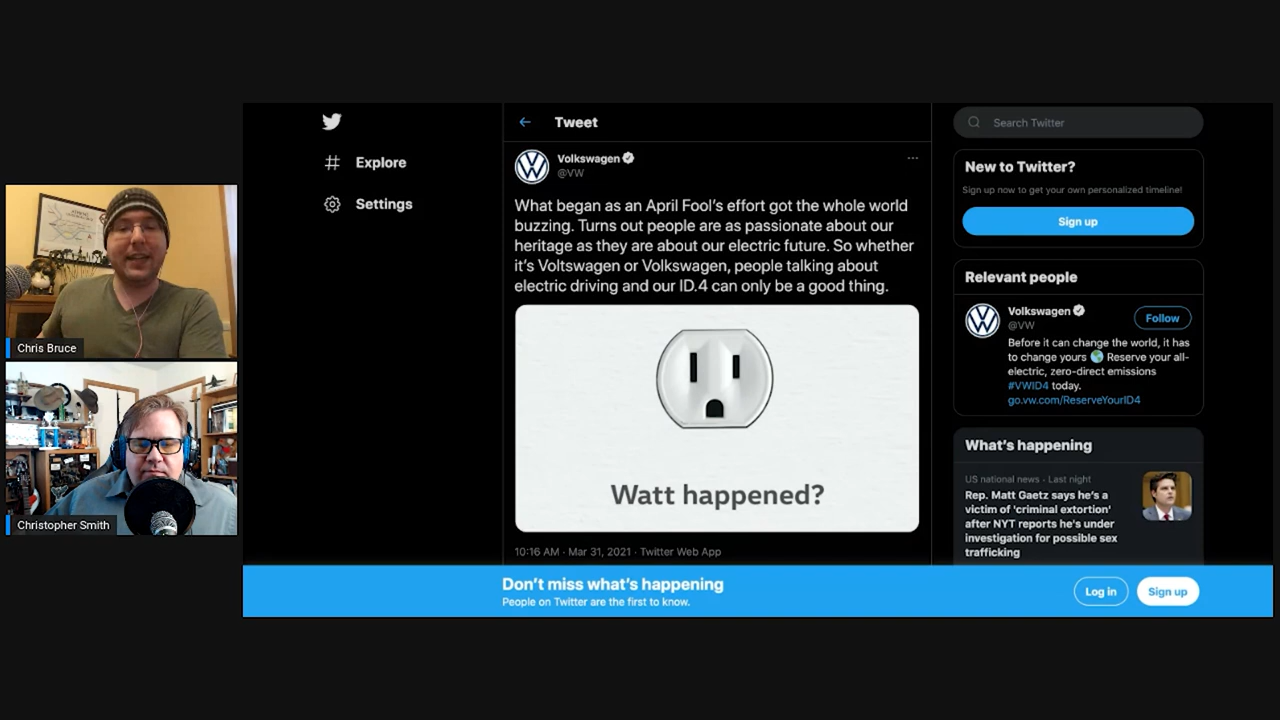 Explore
Settings
Tweet
Volkswagen
@VW
What began as an April Fool's effort got the whole world
buzzing. Turns out people are as passionate about our
heritage as they are about our electric future. So whether
it's Voltswagen or Volkswagen, people talking about
electric driving and our ID.4 can only be a good thing.
Watt happened?
10:16 AM · Mar 31, 2021 · Twitter Web App
Search Twitter
New to Twitter?
Sign up now to get your own personalized timeline!
Sign up
Relevant people
Volkswagen
@VW
Follow
Before it can change the world, it has
to change yours 🌎 Reserve your all-
electric, zero-direct emissions
#VWID4 today.
go.vw.com/ReserveYourID4
What's happening
US national news · Last night
Rep. Matt Gaetz says he's a
victim of 'criminal extortion'
after NYT reports he's under
investigation for possible sex
trafficking
Don't miss what's happening
People on Twitter are the first to know.
Log in
Sign up
Chris Bruce
Christopher Smith